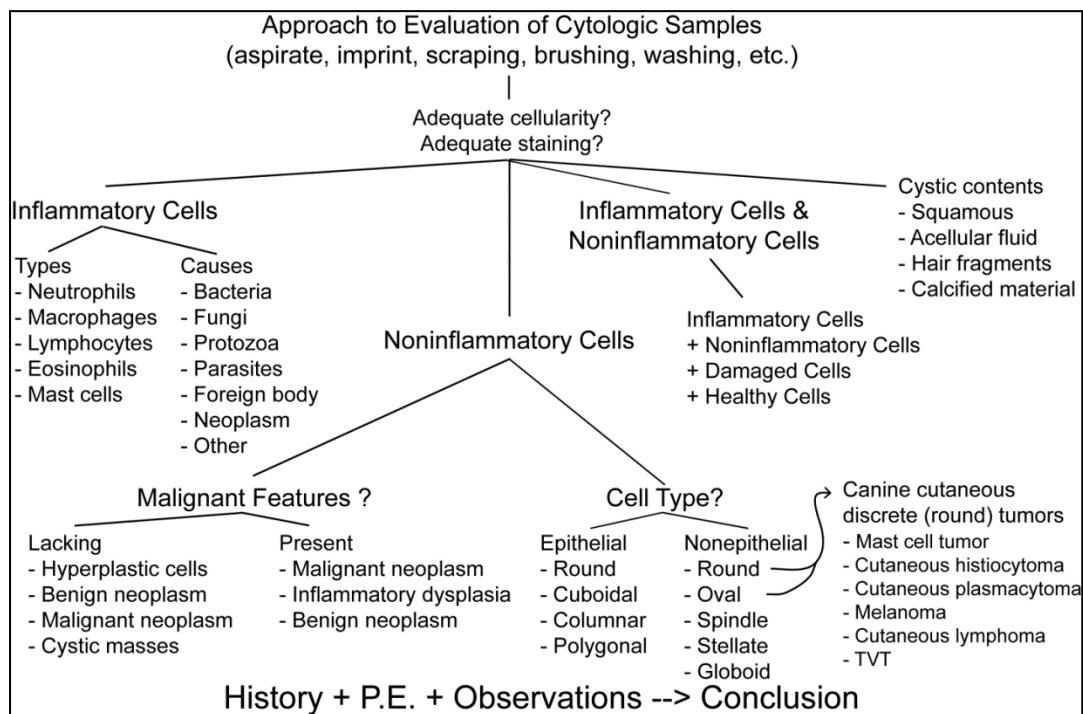 Approach to Evaluation of Cytologic Samples
(aspirate, imprint, scraping, brushing, washing, etc.)
Adequate cellularity?
Adequate staining?
Inflammatory Cells
Types
- Neutrophils
- Macrophages
- Lymphocytes
- Eosinophils
- Mast cells
Causes
- Bacteria
- Fungi
- Protozoa
- Parasites
- Foreign body
- Neoplasm
- Other
Noninflammatory Cells
Inflammatory Cells &
Noninflammatory Cells
Inflammatory Cells
+ Noninflammatory Cells
+ Damaged Cells
+ Healthy Cells
Cystic contents
- Squamous
- Acellular fluid
- Hair fragments
- Calcified material
Malignant Features ?
Lacking
- Hyperplastic cells
- Benign neoplasm
- Malignant neoplasm
- Cystic masses
Present
- Malignant neoplasm
- Inflammatory dysplasia
- Benign neoplasm
Cell Type?
Epithelial
- Round
- Cuboidal
- Columnar
- Polygonal
Nonepithelial
- Round
- Oval
- Spindle
- Stellate
- Globoid
Canine cutaneous
discrete (round) tumors
- Mast cell tumor
- Cutaneous histiocytoma
- Cutaneous plasmacytoma
- Melanoma
- Cutaneous lymphoma
- TVT
History + P.E. + Observations --> Conclusion